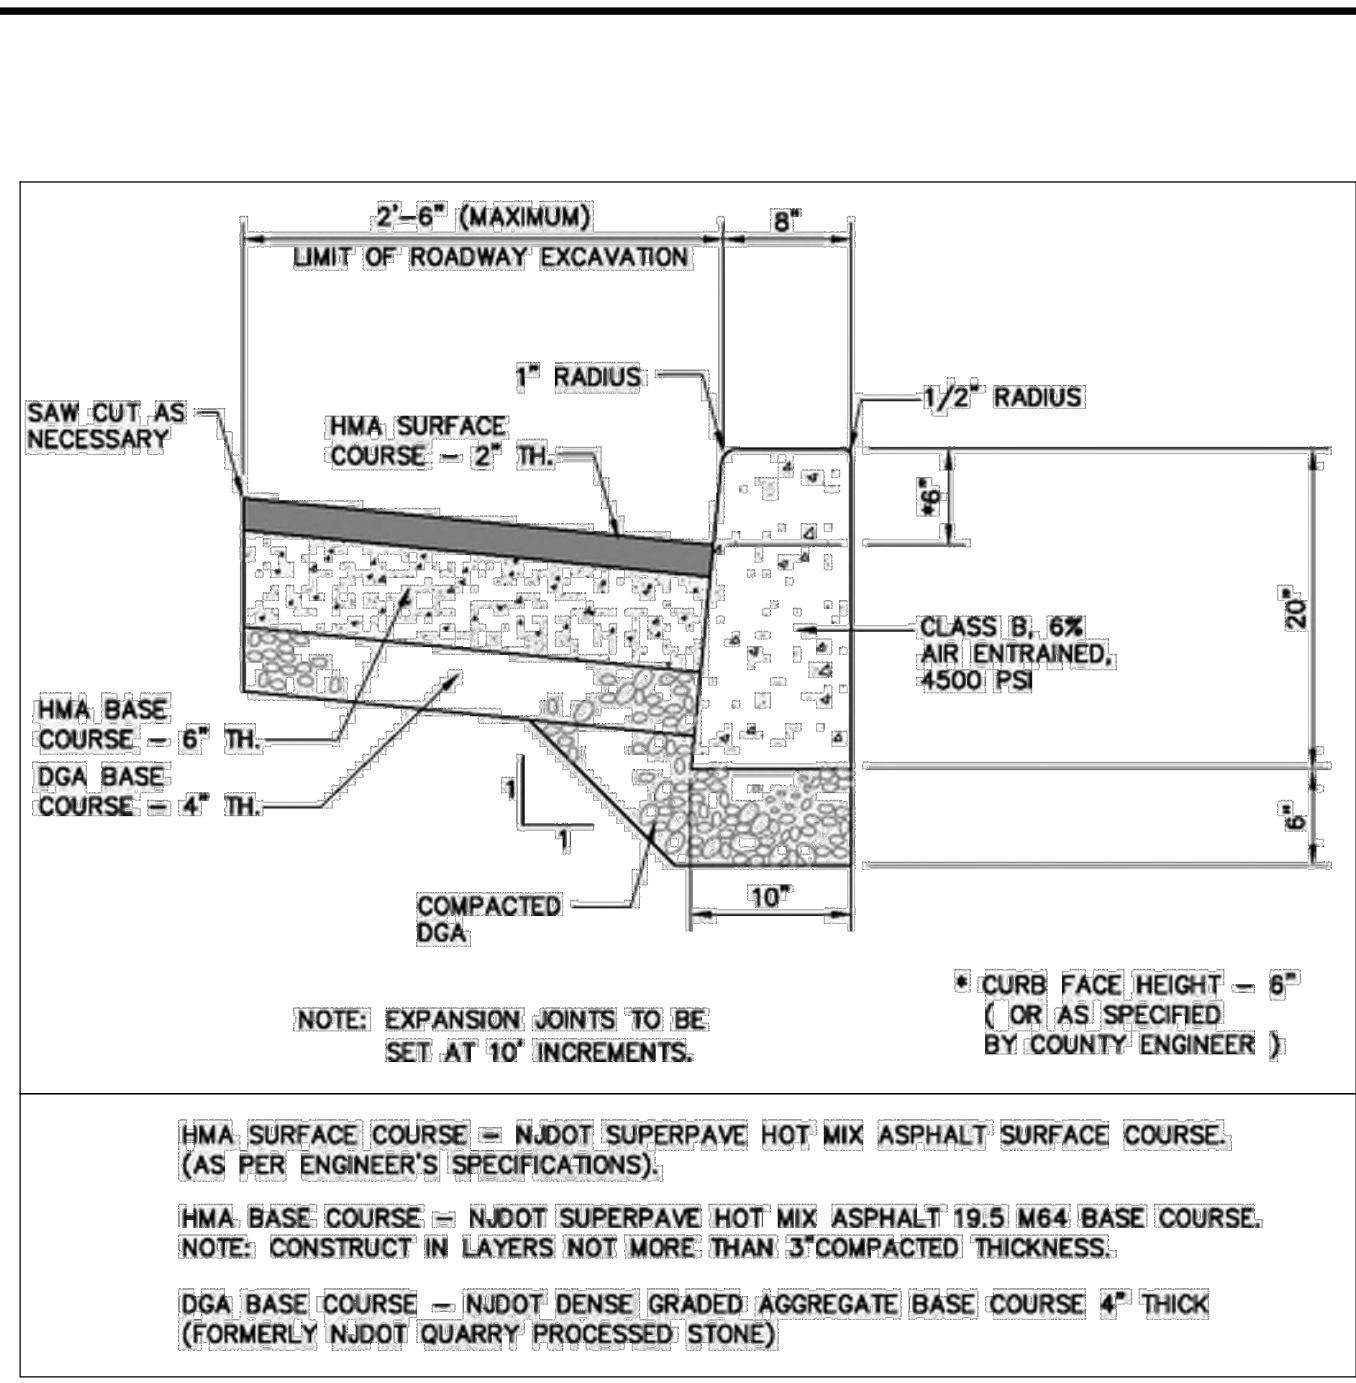 2'-6" (MAXIMUM)
8"
LIMIT OF ROADWAY EXCAVATION
1" RADIUS
1/2" RADIUS
SAW CUT AS
NECESSARY
HMA SURFACE
COURSE - 2" TH.
*6"
20"
CLASS B, 6%
AIR ENTRAINED,
4500 PSI
HMA BASE
COURSE - 6" TH.
DGA BASE
COURSE - 4" TH.
1
1
6"
10"
COMPACTED
DGA
* CURB FACE HEIGHT - 6"
( OR AS SPECIFIED
BY COUNTY ENGINEER )
NOTE: EXPANSION JOINTS TO BE
SET AT 10' INCREMENTS.
HMA SURFACE COURSE - NJDOT SUPERPAVE HOT MIX ASPHALT SURFACE COURSE.
(AS PER ENGINEER'S SPECIFICATIONS).
HMA BASE COURSE - NJDOT SUPERPAVE HOT MIX ASPHALT 19.5 M64 BASE COURSE.
NOTE: CONSTRUCT IN LAYERS NOT MORE THAN 3"COMPACTED THICKNESS.
DGA BASE COURSE - NJDOT DENSE GRADED AGGREGATE BASE COURSE 4" THICK
(FORMERLY NJDOT QUARRY PROCESSED STONE)